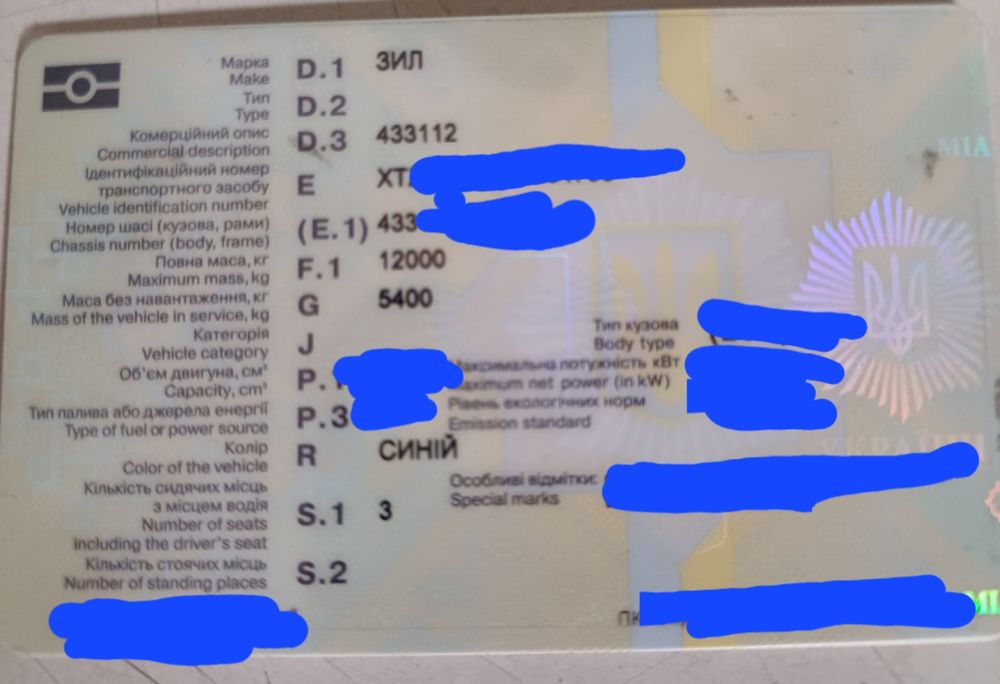 Марка D.1 ЗИЛ
Make
Тип D.2
Type
Комерційний опис D.3 433112
Commercial description
Ідентифікаційний номер
транспортного засобу E XT
Vehicle identification number
Номер шасі (кузова, рами) (E.1) 433
Chassis number (body, frame)
Повна маса, кг F.1 12000
Maximum mass, kg
Маса без навантаження, кг G 5400
Mass of the vehicle in service, kg
Категорія J Тип кузова
Vehicle category Body type
Об'єм двигуна, см³ P. Максимальна потужність кВт
Capacity, cm³ Maximum net power (in kW)
Тип палива або джерела енергії P.3 Рівень екологічних норм
Type of fuel or power source Emission standard
Колір R СИНІЙ
Color of the vehicle
Кількість сидячих місць Особливі відмітки:
з місцем водія S.1 3 Special marks
Number of seats
including the driver's seat
Кількість стоячих місць S.2
Number of standing places
МІА
УКРАЇНИ